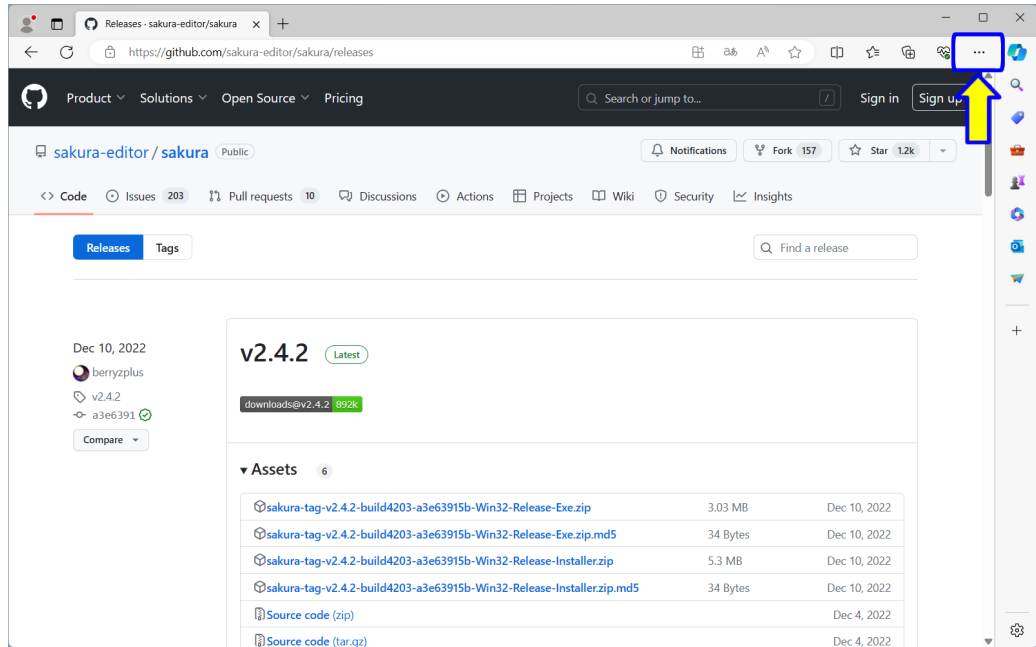 Releases · sakura-editor/sakura
https://github.com/sakura-editor/sakura/releases
Product Solutions Open Source Pricing Search or jump to... / Sign in Sign up
sakura-editor / sakura Public Notifications Fork 157 Star 1.2k
Code Issues 203 Pull requests 10 Discussions Actions Projects Wiki Security Insights
Releases Tags Find a release
Dec 10, 2022
berryzplus
v2.4.2
a3e6391
Compare
v2.4.2 Latest
downloads@v2.4.2 892k
Assets 6
sakura-tag-v2.4.2-build4203-a3e63915b-Win32-Release-Exe.zip 3.03 MB Dec 10, 2022
sakura-tag-v2.4.2-build4203-a3e63915b-Win32-Release-Exe.zip.md5 34 Bytes Dec 10, 2022
sakura-tag-v2.4.2-build4203-a3e63915b-Win32-Release-Installer.zip 5.3 MB Dec 10, 2022
sakura-tag-v2.4.2-build4203-a3e63915b-Win32-Release-Installer.zip.md5 34 Bytes Dec 10, 2022
Source code (zip) Dec 4, 2022
Source code (tar.gz) Dec 4, 2022